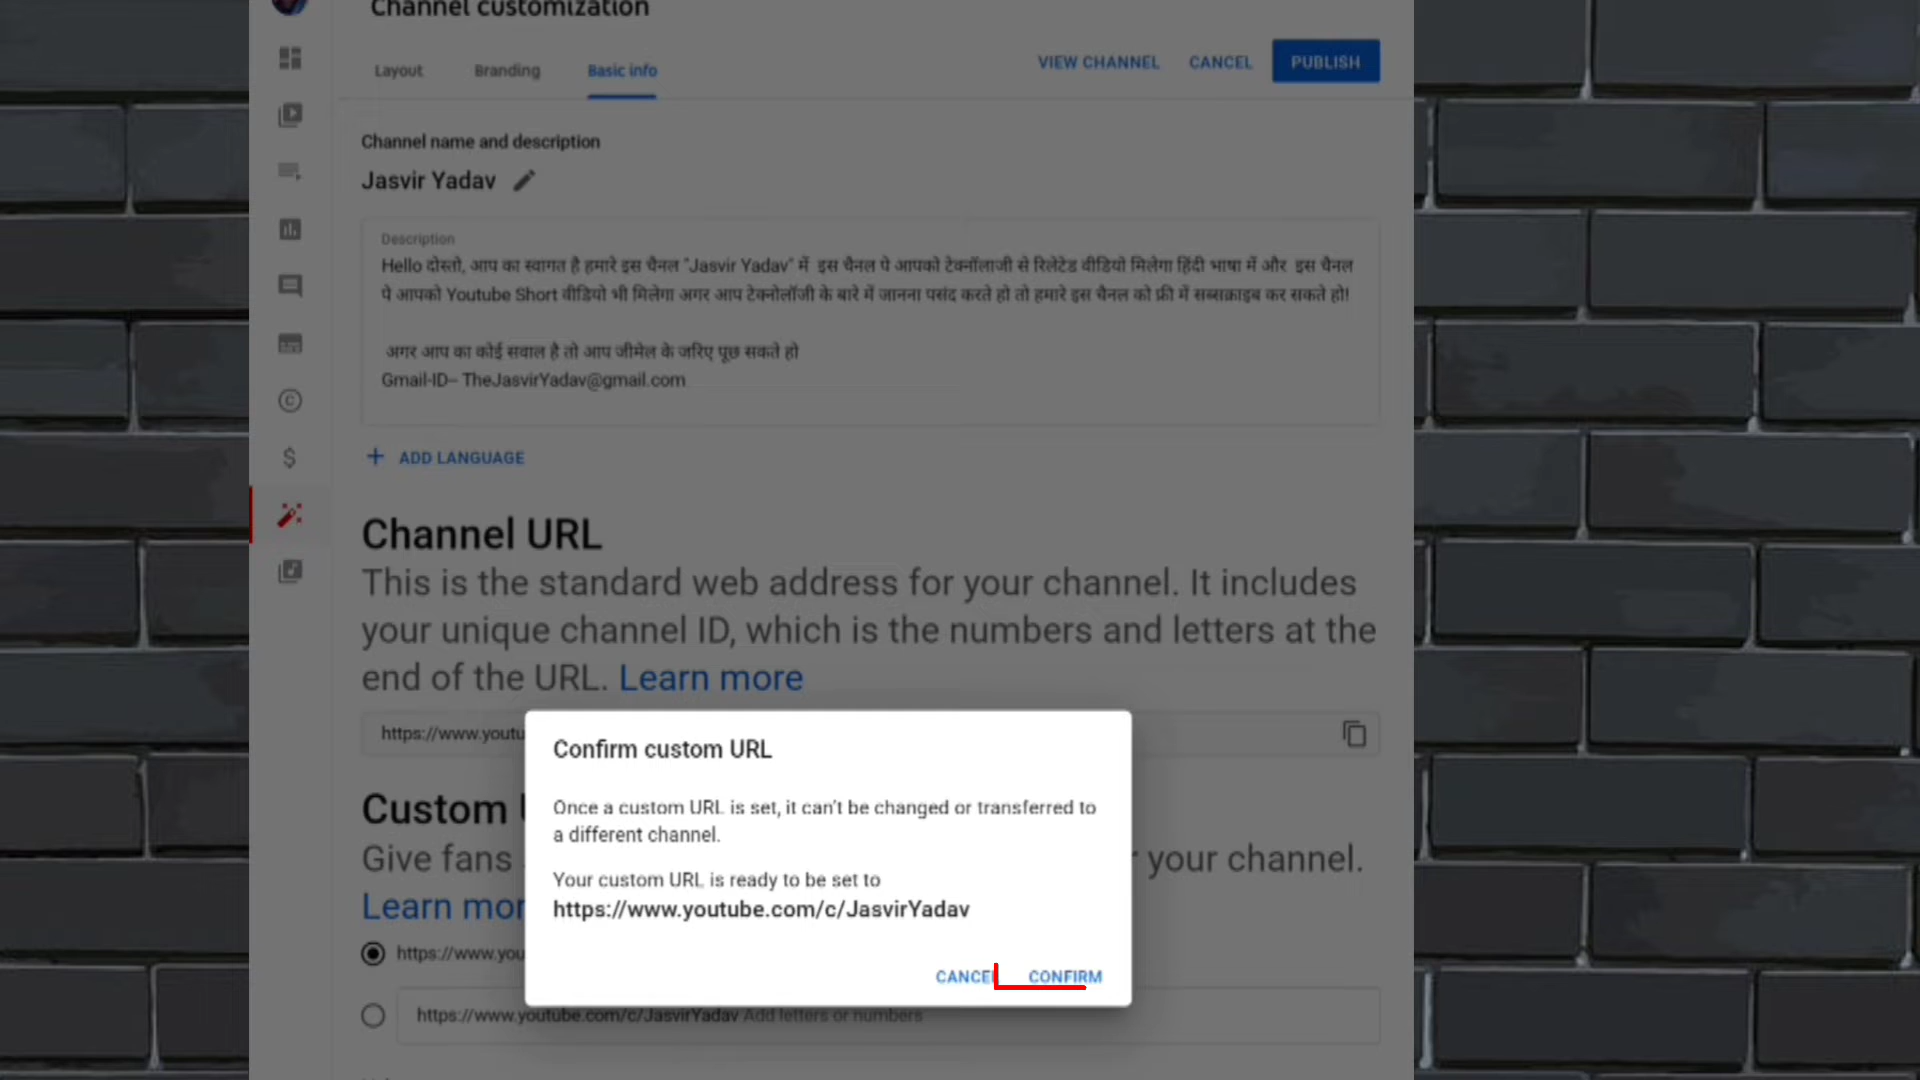 Channel customization
Layout
Branding
Basic info
VIEW CHANNEL
CANCEL
PUBLISH
Channel name and description
Jasvir Yadav
Description
Hello दोस्तो, आप का स्वागत है हमारे इस चैनल "Jasvir Yadav" में इस चैनल पे आपको टेक्नॉलाजी से रिलेटेड वीडियो मिलेगा हिंदी भाषा में और इस चैनल
पे आपको Youtube Short वीडियो भी मिलेगा अगर आप टेक्नोलॉजी के बारे में जानना पसंद करते हो तो हमारे इस चैनल को फ्री में सब्सक्राइब कर सकते हो!
अगर आप का कोई सवाल है तो आप जीमेल के जरिए पूछ सकते हो
Gmail-ID-- TheJasvirYadav@gmail.com
ADD LANGUAGE
Channel URL
This is the standard web address for your channel. It includes
your unique channel ID, which is the numbers and letters at the
end of the URL. Learn more
https://www.youtu
Custom
Give fans
your channel.
Learn mor
https://www.you
Confirm custom URL
Once a custom URL is set, it can't be changed or transferred to
a different channel.
Your custom URL is ready to be set to
https://www.youtube.com/c/JasvirYadav
CANCEL
CONFIRM
https://www.youtube.com/c/JasvirYadav Add letters or numbers